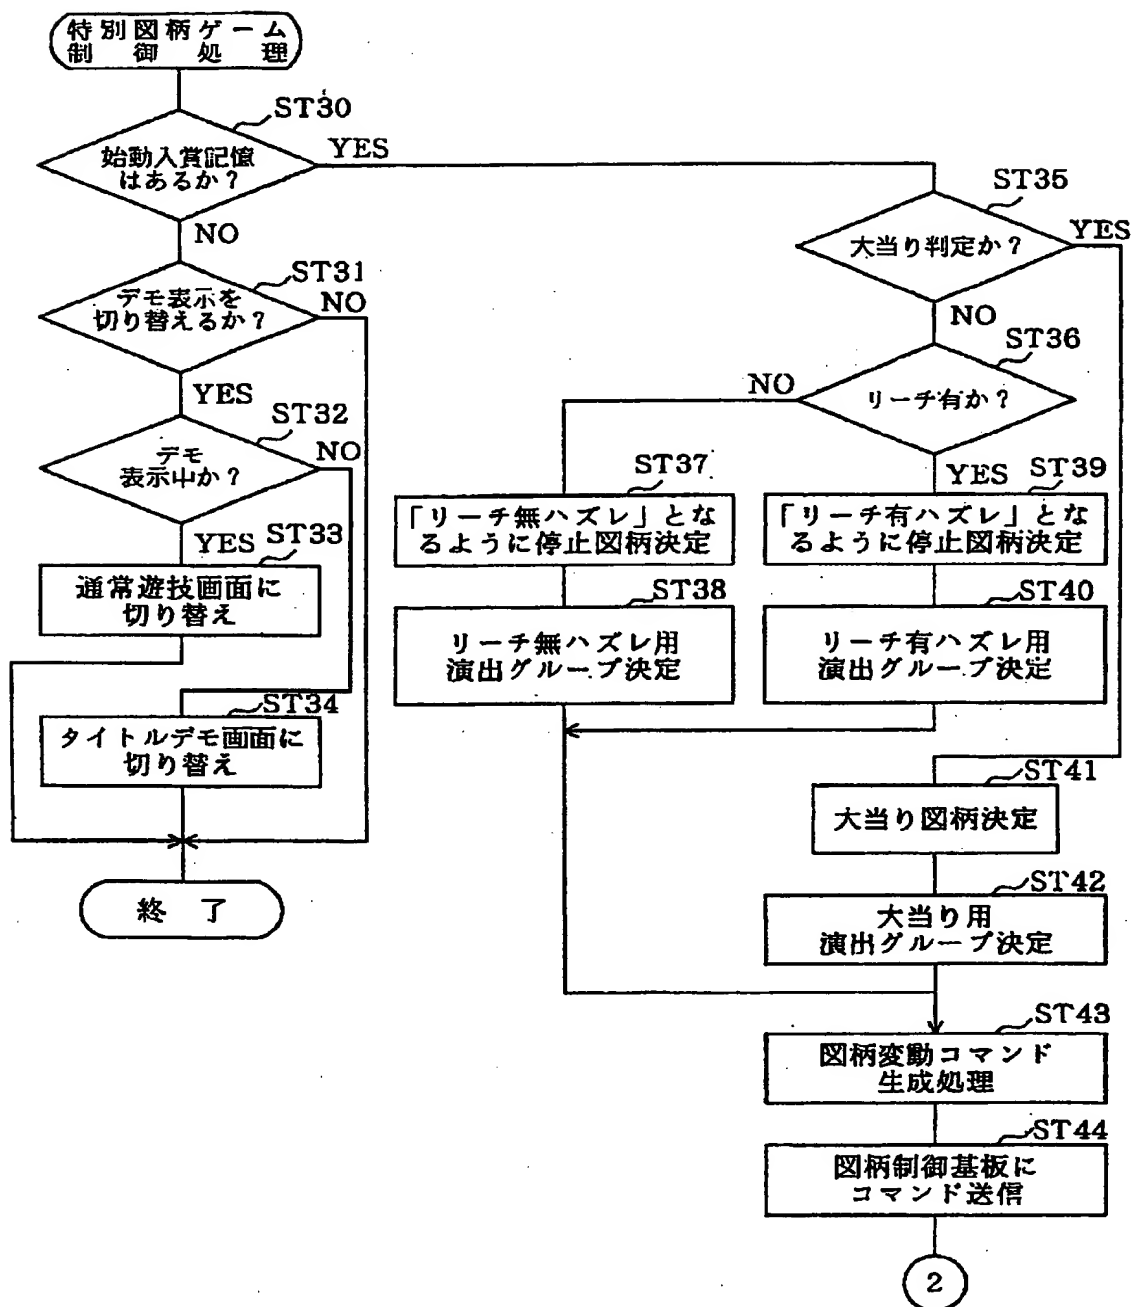 特別図柄ゲーム
制御処理
ST30
始動入賞記憶
はあるか？
YES
NO
ST31
デモ表示を
切り替えるか？
NO
YES
ST32
デモ
表示中か？
NO
YES
ST33
通常遊技画面に
切り替え
ST34
タイトルデモ画面に
切り替え
終 了
ST35
大当り判定か？
YES
NO
ST36
リーチ有か？
NO
YES
ST37
「リーチ無ハズレ」とな
るように停止図柄決定
ST38
リーチ無ハズレ用
演出グループ決定
ST39
「リーチ有ハズレ」とな
るように停止図柄決定
ST40
リーチ有ハズレ用
演出グループ決定
ST41
大当り図柄決定
ST42
大当り用
演出グループ決定
ST43
図柄変動コマンド
生成処理
ST44
図柄制御基板に
コマンド送信
2